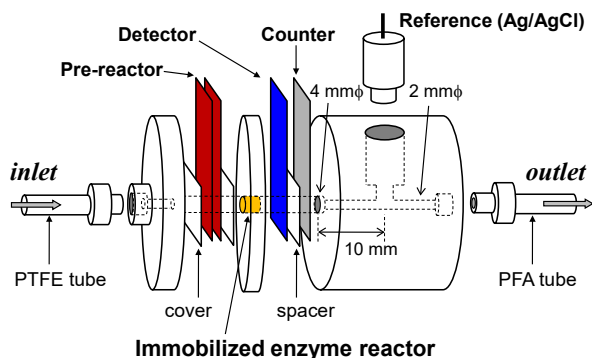 Reference (Ag/AgCl)
Detector
Counter
Pre-reactor
4 mmϕ
2 mmϕ
inlet
outlet
10 mm
PTFE tube
PFA tube
cover
spacer
Immobilized enzyme reactor